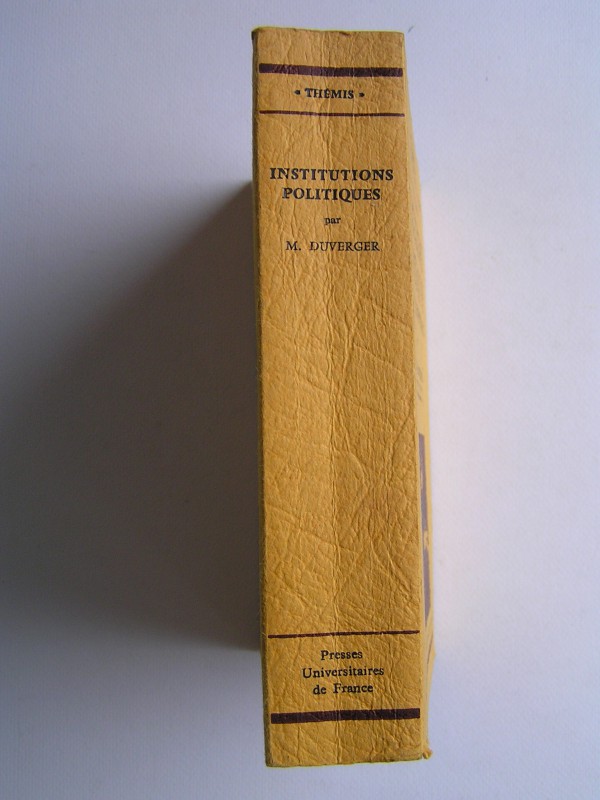 • THÉMIS •
INSTITUTIONS
POLITIQUES
par
M. DUVERGER
Presses
Universitaires
de France